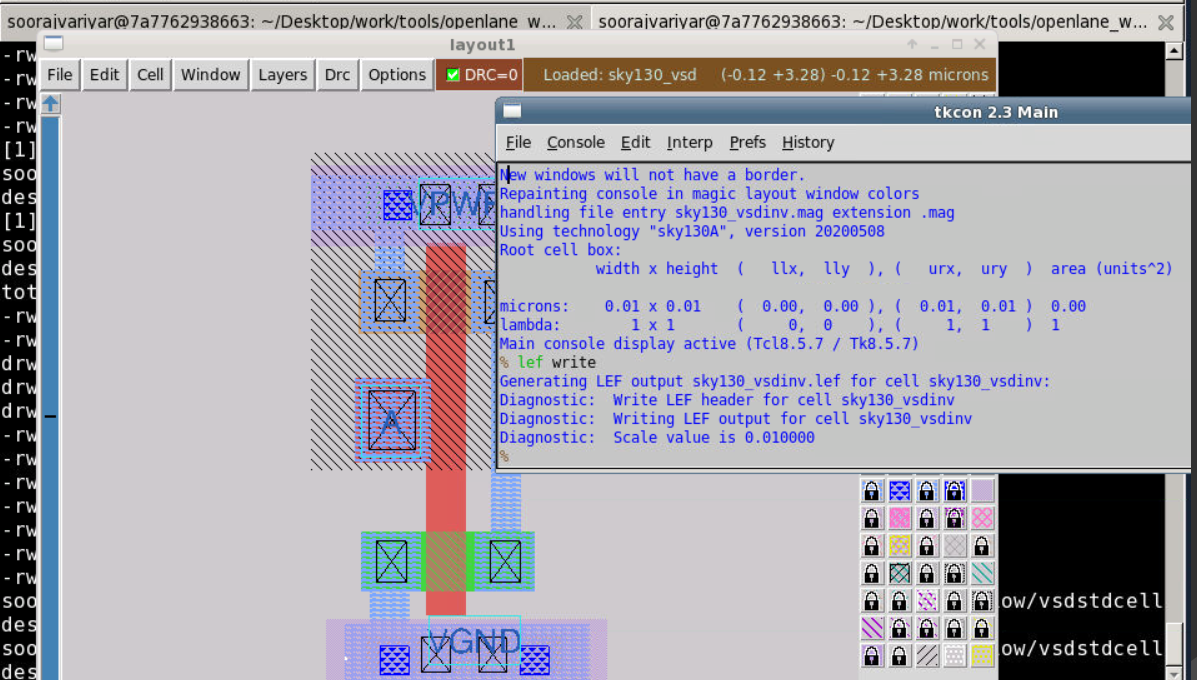 soorajvariyar@7a7762938663: ~/Desktop/work/tools/openlane_w...
soorajvariyar@7a7762938663: ~/Desktop/work/tools/openlane_w...
-rw
layout1
-rw
File Edit Cell Window Layers Drc Options DRC=0 Loaded: sky130_vsd (-0.12 +3.28) -0.12 +3.28 microns
-rw
tkcon 2.3 Main
-rw
File Console Edit Interp Prefs History
[1]
soo
New windows will not have a border.
des
Repainting console in magic layout window colors
VPW
handling file entry sky130_vsdinv.mag extension .mag
[1]
Using technology "sky130A", version 20200508
soo
Root cell box:
des
width x height ( llx, lly ), ( urx, ury ) area (units^2)
tot
microns: 0.01 x 0.01 ( 0.00, 0.00 ), ( 0.01, 0.01 ) 0.00
-rw
lambda: 1 x 1 ( 0, 0 ), ( 1, 1 ) 1
-rw
Main console display active (Tcl8.5.7 / Tk8.5.7)
drw
% lef write
drw
Generating LEF output sky130_vsdinv.lef for cell sky130_vsdinv:
drw
Diagnostic: Write LEF header for cell sky130_vsdinv
A
Diagnostic: Writing LEF output for cell sky130_vsdinv
-rw
Diagnostic: Scale value is 0.010000
-rw
%
-rw
-rw
-rw
-rw
-rw
soo
ow/vsdstdcell
des
VGND
soo
ow/vsdstdcell
des